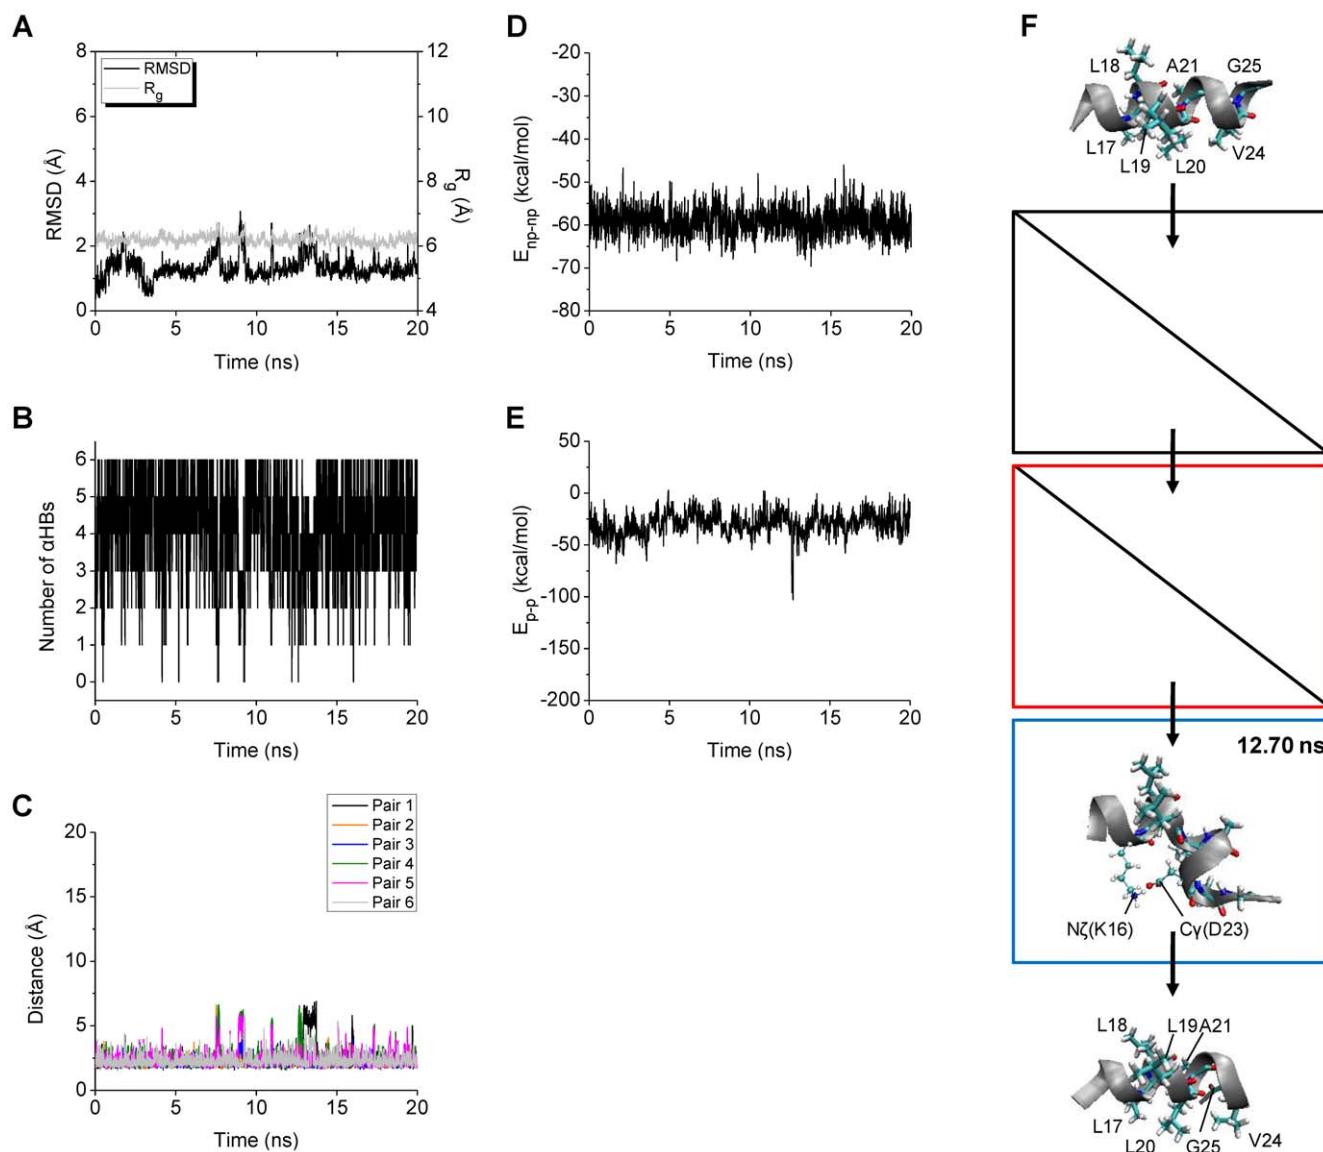 A
8
6
4
2
0
RMSD (Å)
RMSD
Rg
12
10
8
6
4
Rg (Å)
0 5 10 15 20
Time (ns)
B
6
5
4
3
2
1
0
Number of αHBs
0 5 10 15 20
Time (ns)
C
Pair 1
Pair 2
Pair 3
Pair 4
Pair 5
Pair 6
20
15
10
5
0
Distance (Å)
0 5 10 15 20
Time (ns)
D
-20
-30
-40
-50
-60
-70
-80
Enp-np (kcal/mol)
0 5 10 15 20
Time (ns)
E
50
0
-50
-100
-150
-200
Ep-p (kcal/mol)
0 5 10 15 20
Time (ns)
F
L18 A21 G25
L17 L19 L20 V24
12.70 ns
Nζ(K16) Cγ(D23)
L18 L19 A21
L17 L20 G25 V24